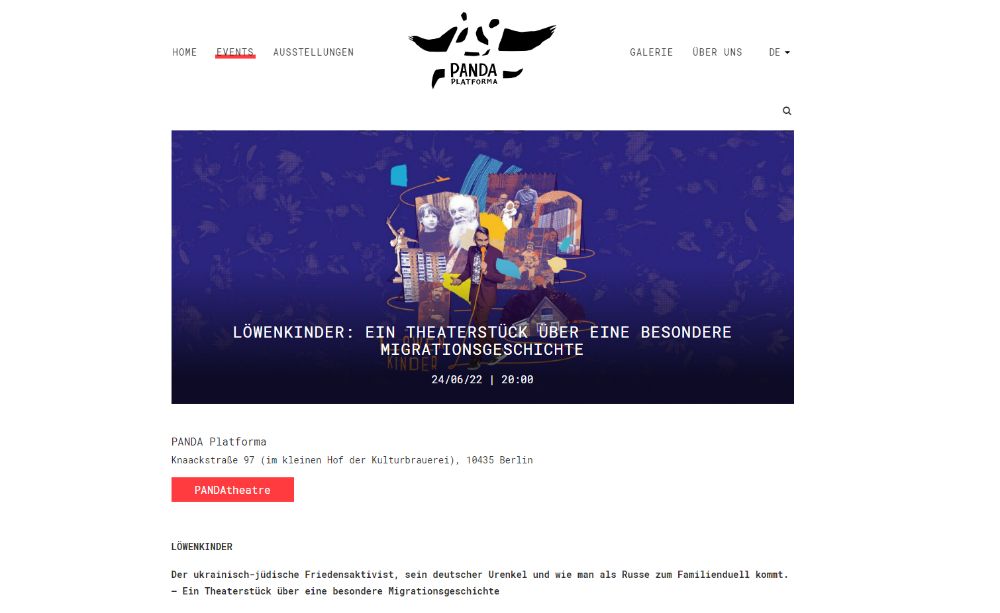 HOME EVENTS AUSSTELLUNGEN
PANDA
PLATFORMA
GALERIE ÜBER UNS DE
LÖWENKINDER: EIN THEATERSTÜCK ÜBER EINE BESONDERE
MIGRATIONSGESCHICHTE
KINDER
24/06/22 | 20:00
PANDA Platforma
Knaackstraße 97 (im kleinen Hof der Kulturbrauerei), 10435 Berlin
PANDAtheatre
LÖWENKINDER
Der ukrainisch-jüdische Friedensaktivist, sein deutscher Urenkel und wie man als Russe zum Familienduell kommt.
– Ein Theaterstück über eine besondere Migrationsgeschichte